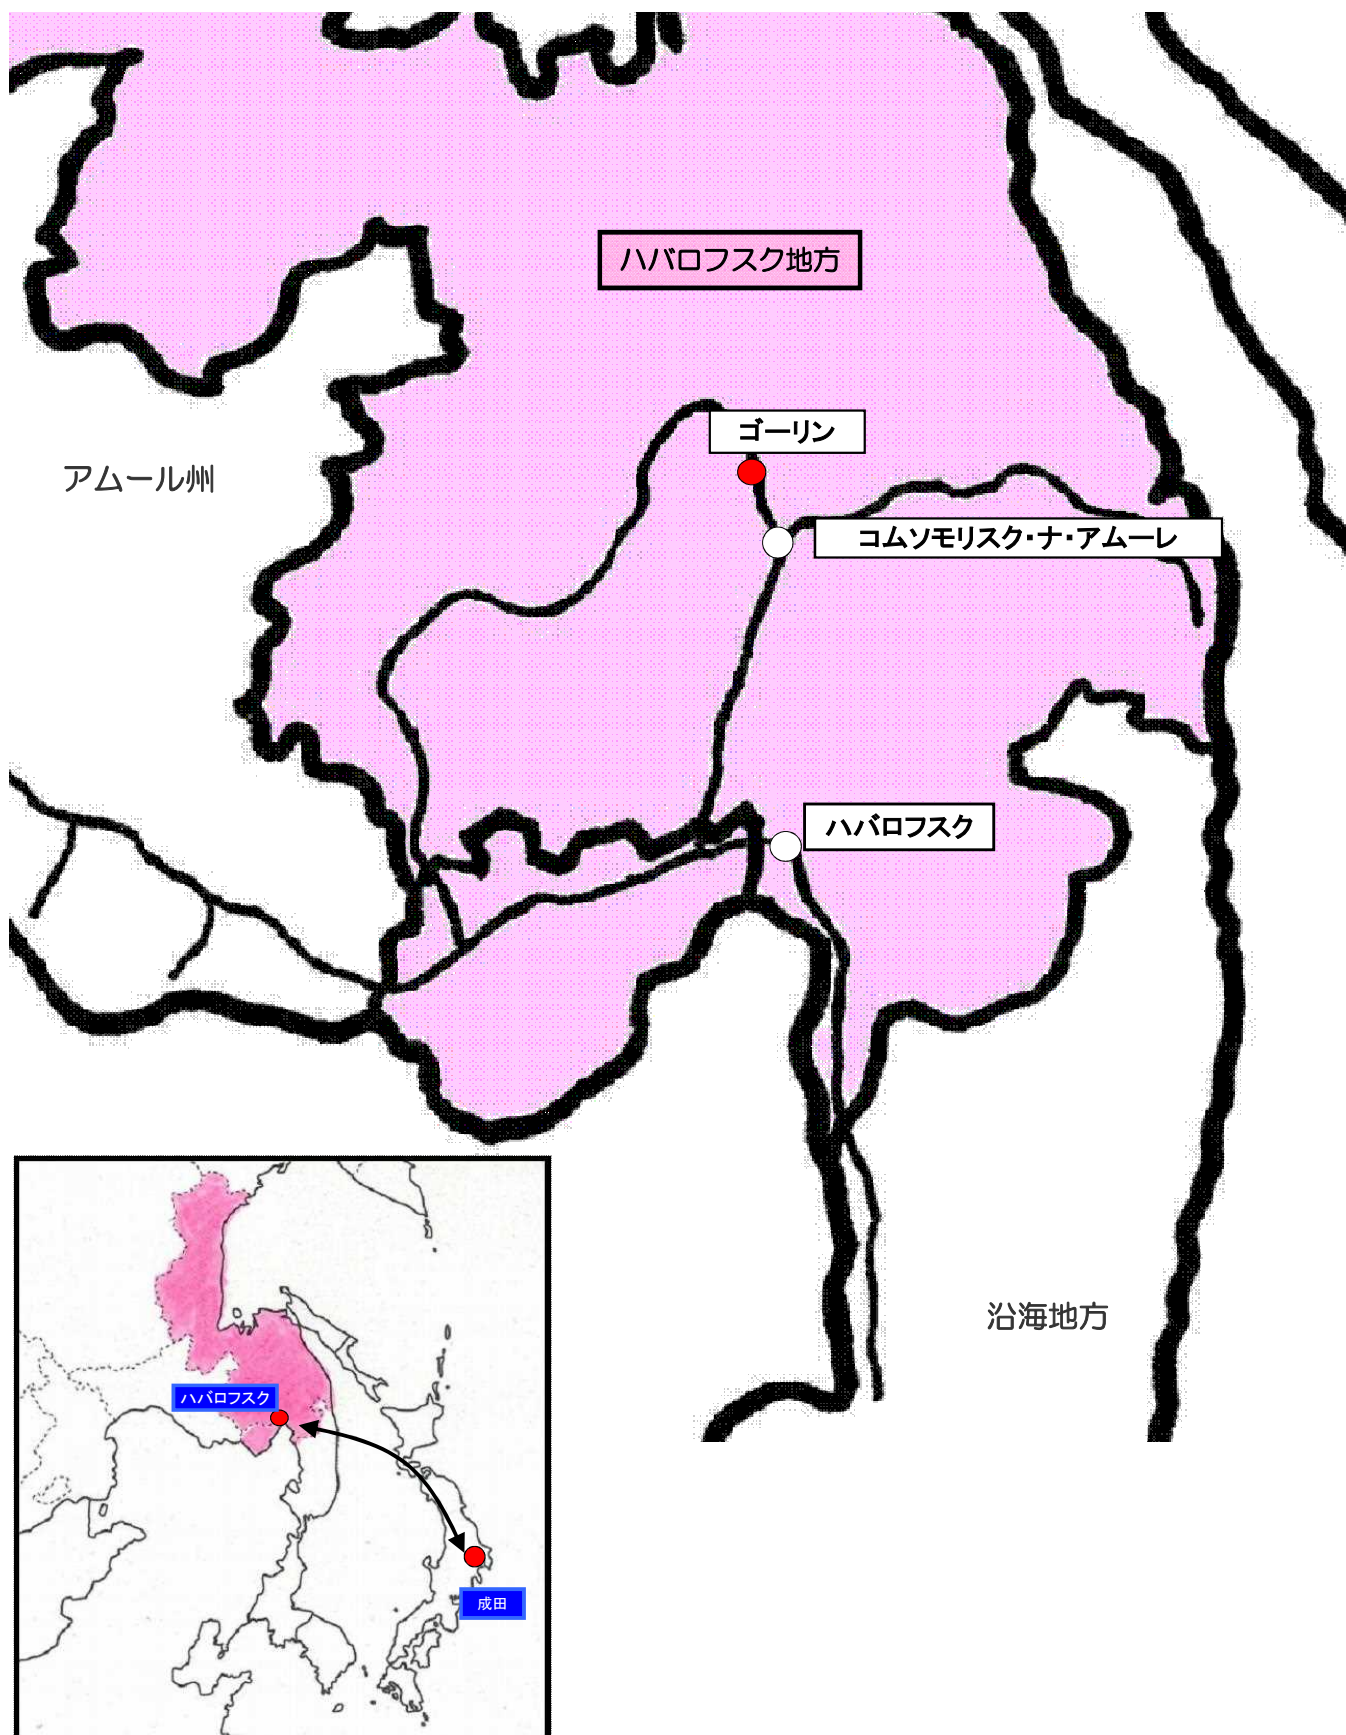 ハバロフスク地方
ゴーリン
アムール州
コムソモリスク・ナ・アムーレ
ハバロフスク
沿海地方
ハバロフスク
成田